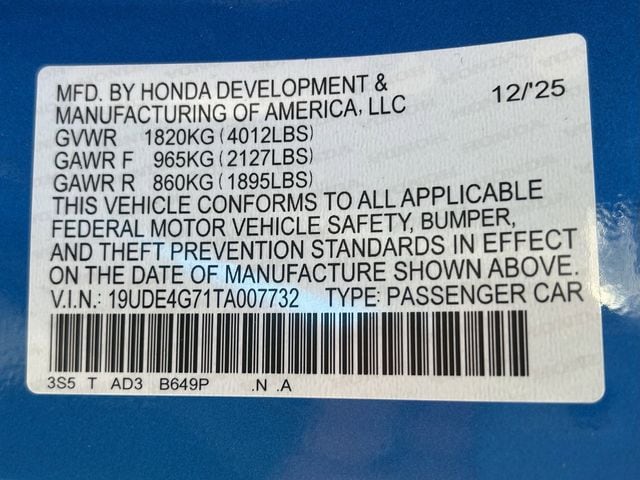 MFD. BY HONDA DEVELOPMENT &
MANUFACTURING OF AMERICA, LLC 12/'25
GVWR 1820KG (4012LBS)
GAWR F 965KG (2127LBS)
GAWR R 860KG (1895LBS)
THIS VEHICLE CONFORMS TO ALL APPLICABLE
FEDERAL MOTOR VEHICLE SAFETY, BUMPER,
AND THEFT PREVENTION STANDARDS IN EFFECT
ON THE DATE OF MANUFACTURE SHOWN ABOVE.
V.I.N.: 19UDE4G71TA007732 TYPE: PASSENGER CAR
3S5 T AD3 B649P .N .A